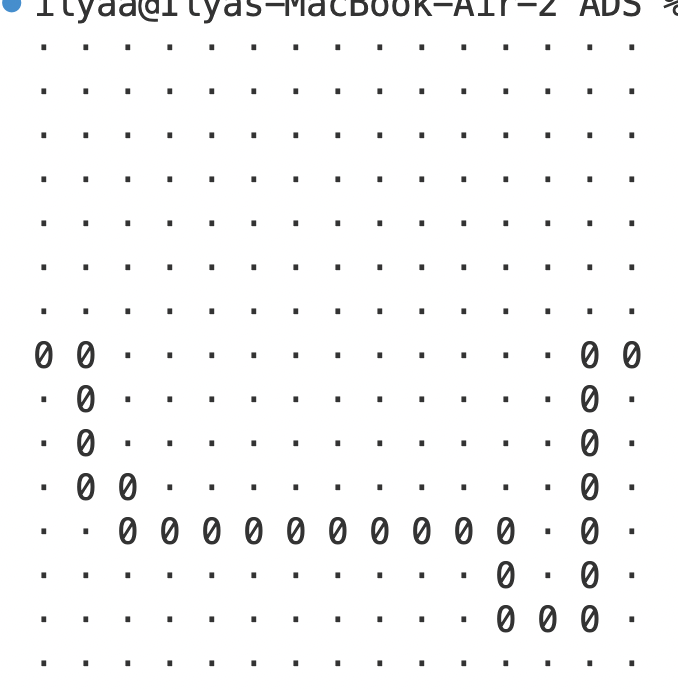 ilyaa@Ilyas-MacBook-Air-2 ADS %
. . . . . . . . . . . . . . .
. . . . . . . . . . . . . . .
. . . . . . . . . . . . . . .
. . . . . . . . . . . . . . .
. . . . . . . . . . . . . . .
. . . . . . . . . . . . . . .
. . . . . . . . . . . . . . .
0 0 . . . . . . . . . . . 0 0
. 0 . . . . . . . . . . . 0 .
. 0 . . . . . . . . . . . 0 .
. 0 0 . . . . . . . . . . 0 .
. . 0 0 0 0 0 0 0 0 0 0 . 0 .
. . . . . . . . . . . 0 . 0 .
. . . . . . . . . . . 0 0 0 .
. . . . . . . . . . . . . . .